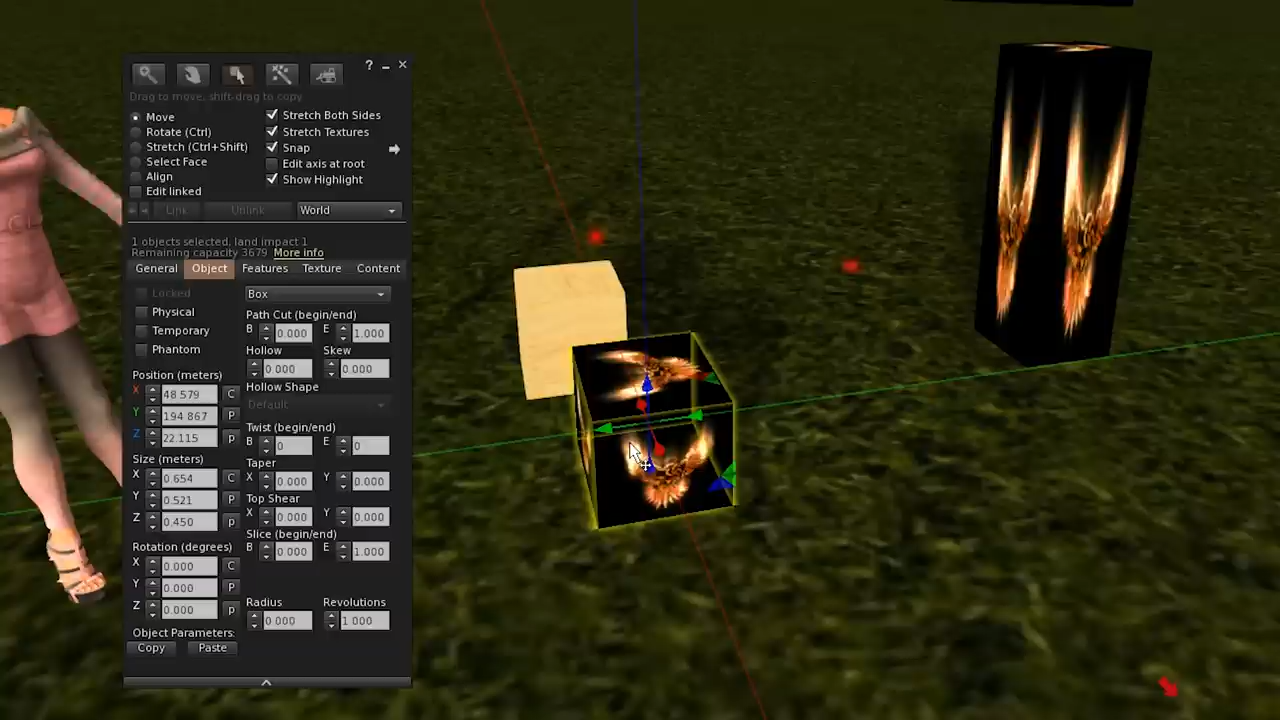 ?
Drag to move, shift-drag to copy
Move
Rotate (Ctrl)
Stretch (Ctrl+Shift)
Select Face
Align
Edit linked
Stretch Both Sides
Stretch Textures
Snap
Edit axis at root
Show Highlight
Link Unlink World
1 objects selected, land impact 1
Remaining capacity 3679 More info
General Object Features Texture Content
Locked
Physical
Temporary
Phantom
Position (meters)
X 48.579 C
Y 194.867 P
Z 22.115 p
Size (meters)
X 0.654 C
Y 0.521 P
Z 0.450 p
Rotation (degrees)
X 0.000 C
Y 0.000 P
Z 0.000 p
Object Parameters:
Copy Paste
Box
Path Cut (begin/end)
B 0.000 E 1.000
Hollow Skew
0.000 0.000
Hollow Shape
Default
Twist (begin/end)
B 0 E 0
Taper
X 0.000 Y 0.000
Top Shear
X 0.000 Y 0.000
Slice (begin/end)
B 0.000 E 1.000
Radius Revolutions
0.000 1.000